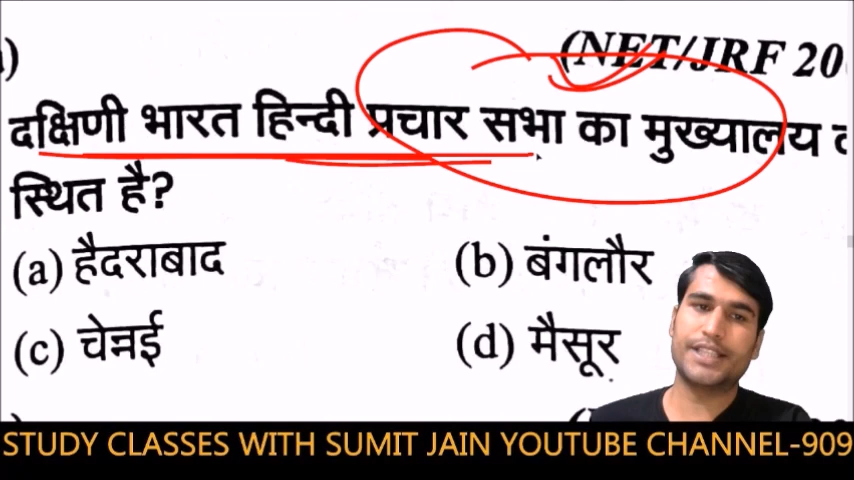 (NET/JRF 20
दक्षिणी भारत हिन्दी प्रचार सभा का मुख्यालय
स्थित है?
(a) हैदराबाद (b) बंगलौर
(c) चेन्नई (d) मैसूर
STUDY CLASSES WITH SUMIT JAIN YOUTUBE CHANNEL-909